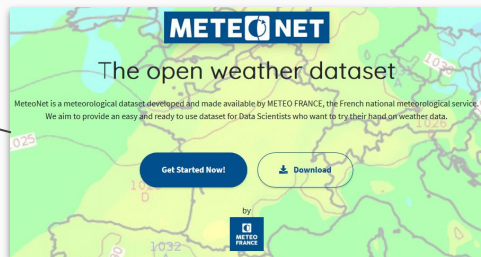 METEONET
The open weather dataset
MeteoNet is a meteorological dataset developed and made available by METEO FRANCE, the French national meteorological service.
We aim to provide an easy and ready to use dataset for Data Scientists who want to try their hand on weather data.
Get Started Now!
Download
by
METEO
FRANCE
1032
025
D